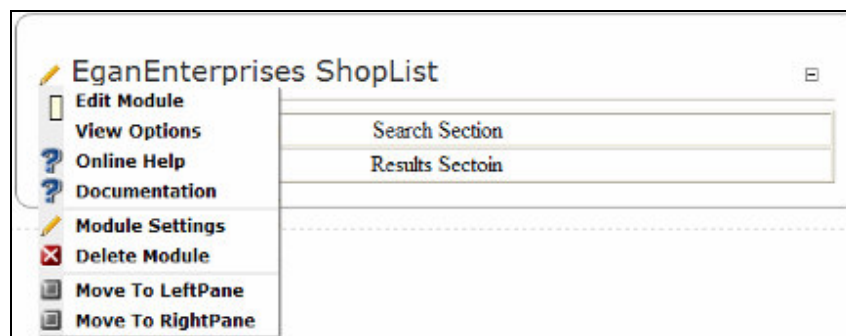 EganEnterprises ShopList
Edit Module
View Options
Search Section
Online Help
Results Sectoin
Documentation
Module Settings
Delete Module
Move To LeftPane
Move To RightPane